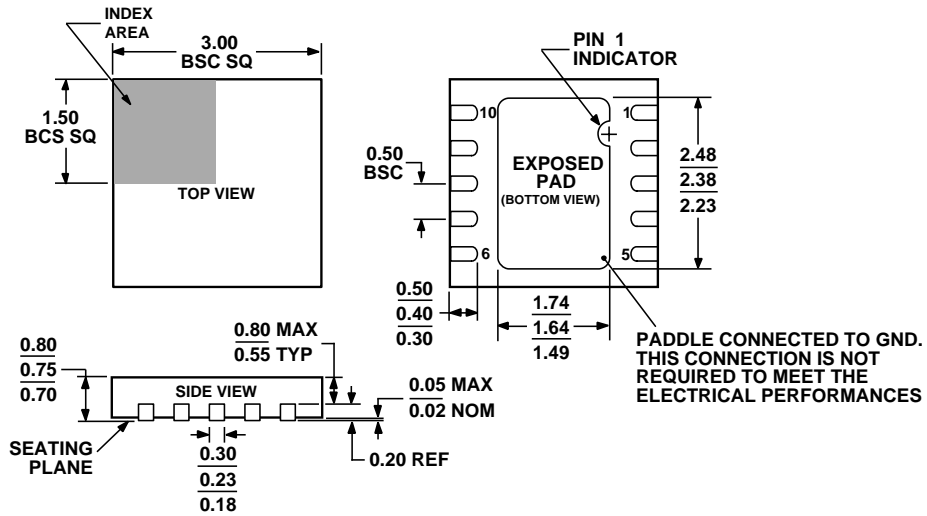 INDEX
AREA
3.00
BSC SQ
1.50
BCS SQ
TOP VIEW
PIN 1
INDICATOR
10
1
0.50
BSC
EXPOSED
PAD
(BOTTOM VIEW)
2.48
2.38
2.23
6
5
0.50
0.40
0.30
1.74
1.64
1.49
PADDLE CONNECTED TO GND.
THIS CONNECTION IS NOT
REQUIRED TO MEET THE
ELECTRICAL PERFORMANCES
0.80
0.75
0.70
0.80 MAX
0.55 TYP
SIDE VIEW
0.05 MAX
0.02 NOM
SEATING
PLANE
0.30
0.23
0.18
0.20 REF